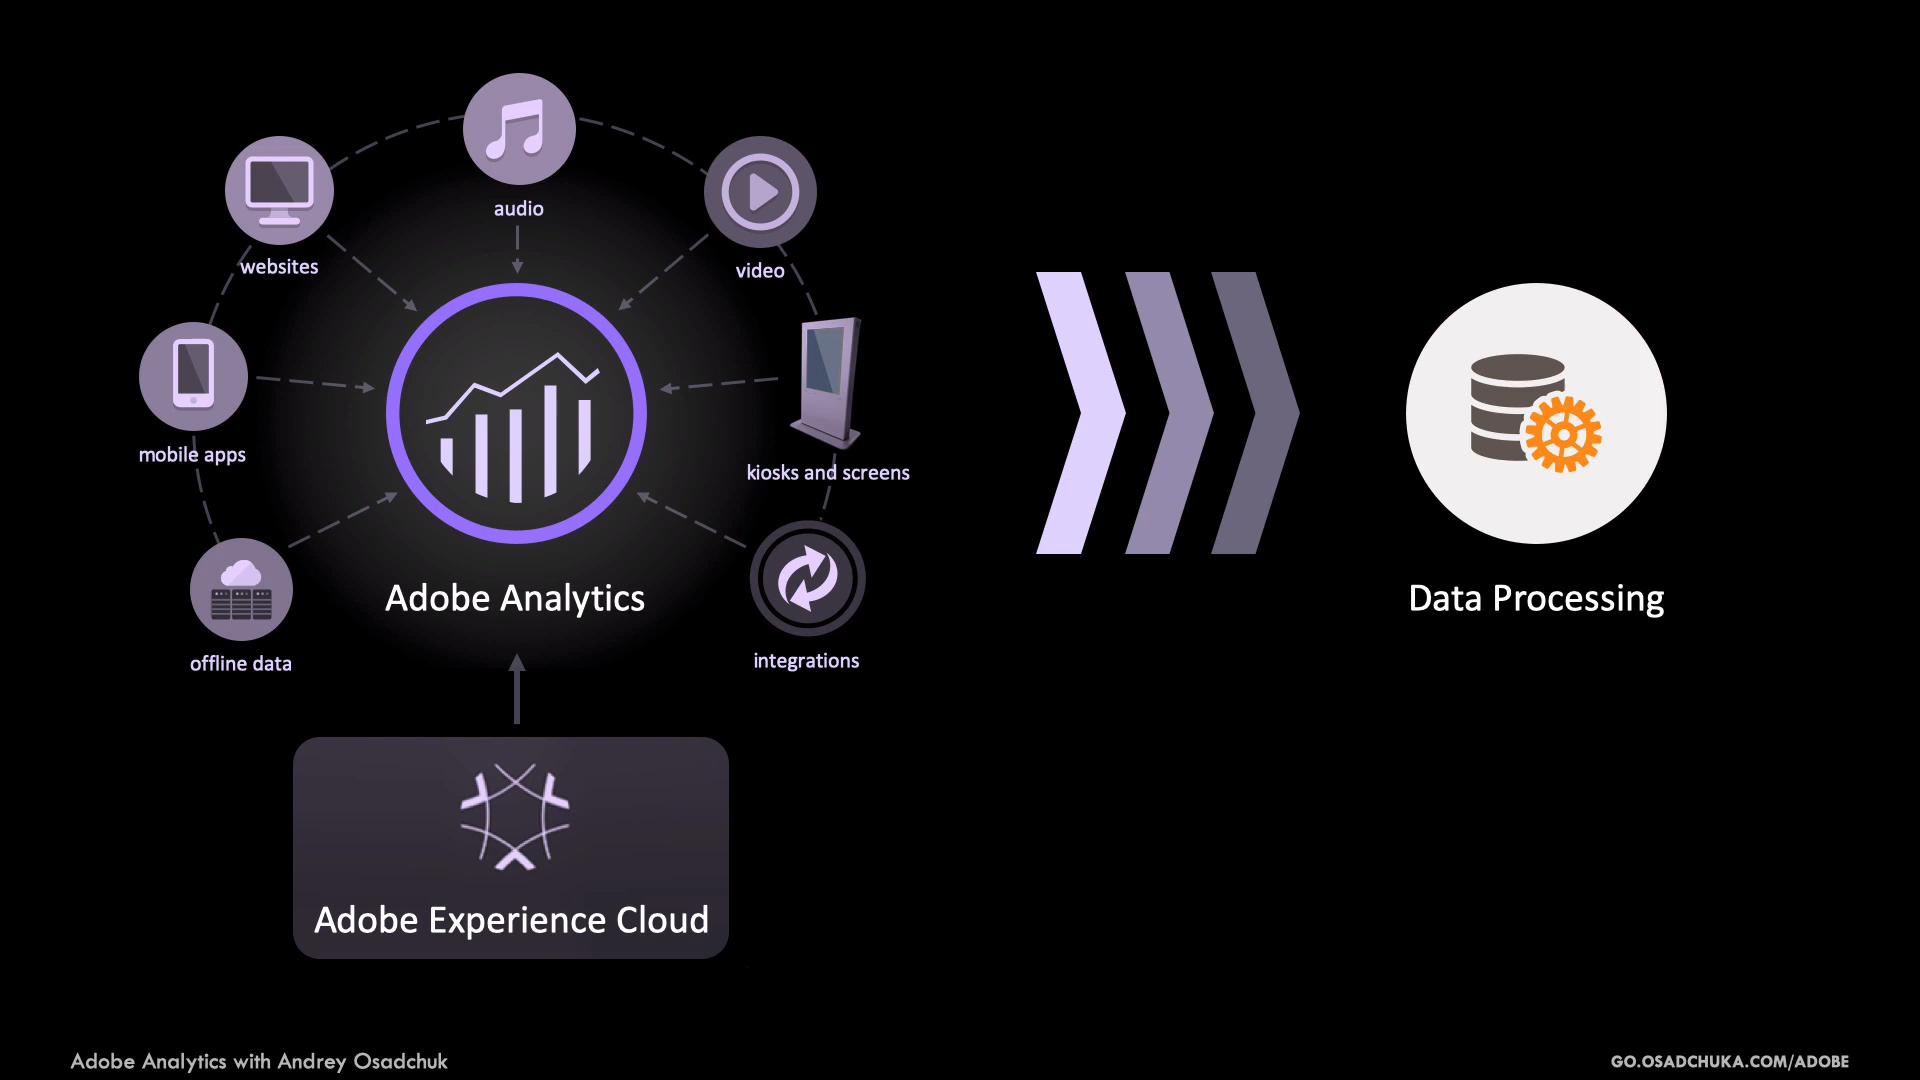 audio
websites
video
mobile apps
kiosks and screens
offline data
integrations
Adobe Analytics
Data Processing
Adobe Experience Cloud
Adobe Analytics with Andrey Osadchuk
GO.OSADCHUKA.COM/ADOBE